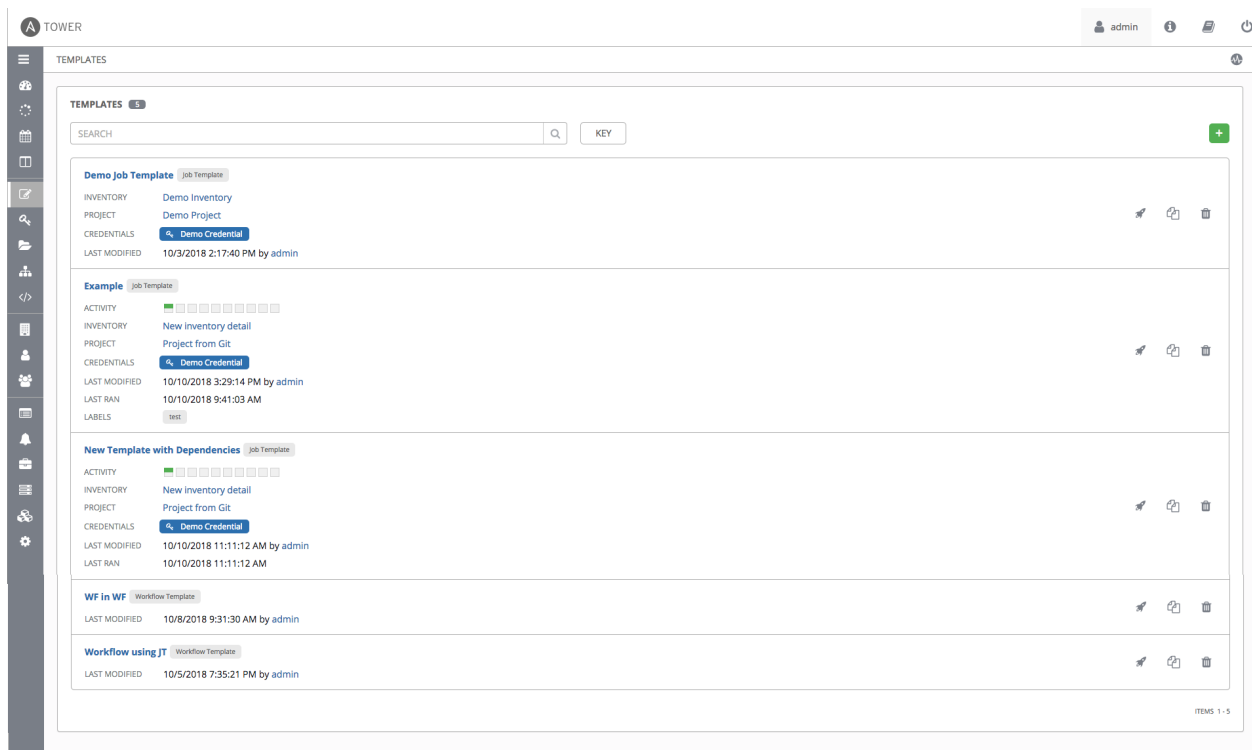 A TOWER
admin
TEMPLATES
TEMPLATES 5
SEARCH
KEY
Demo Job Template Job Template
INVENTORY Demo Inventory
PROJECT Demo Project
CREDENTIALS Demo Credential
LAST MODIFIED 10/3/2018 2:17:40 PM by admin
Example Job Template
ACTIVITY
INVENTORY New inventory detail
PROJECT Project from Git
CREDENTIALS Demo Credential
LAST MODIFIED 10/10/2018 3:29:14 PM by admin
LAST RAN 10/10/2018 9:41:03 AM
LABELS test
New Template with Dependencies Job Template
ACTIVITY
INVENTORY New inventory detail
PROJECT Project from Git
CREDENTIALS Demo Credential
LAST MODIFIED 10/10/2018 11:11:12 AM by admin
LAST RAN 10/10/2018 11:11:12 AM
WF in WF Workflow Template
LAST MODIFIED 10/8/2018 9:31:30 AM by admin
Workflow using JT Workflow Template
LAST MODIFIED 10/5/2018 7:35:21 PM by admin
ITEMS 1 - 5